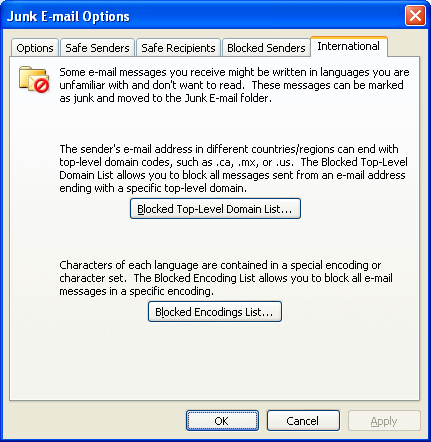 Junk E-mail Options
Options Safe Senders Safe Recipients Blocked Senders International
Some e-mail messages you receive might be written in languages you are
unfamiliar with and don't want to read.  These messages can be marked
as junk and moved to the Junk E-mail folder.
The sender's e-mail address in different countries/regions can end with
top-level domain codes, such as .ca, .mx, or .us.  The Blocked Top-Level
Domain List allows you to block all messages sent from an e-mail address
ending with a specific top-level domain.
Blocked Top-Level Domain List...
Characters of each language are contained in a special encoding or
character set.  The Blocked Encoding List allows you to block all e-mail
messages in a specific encoding.
Blocked Encodings List...
OK Cancel Apply